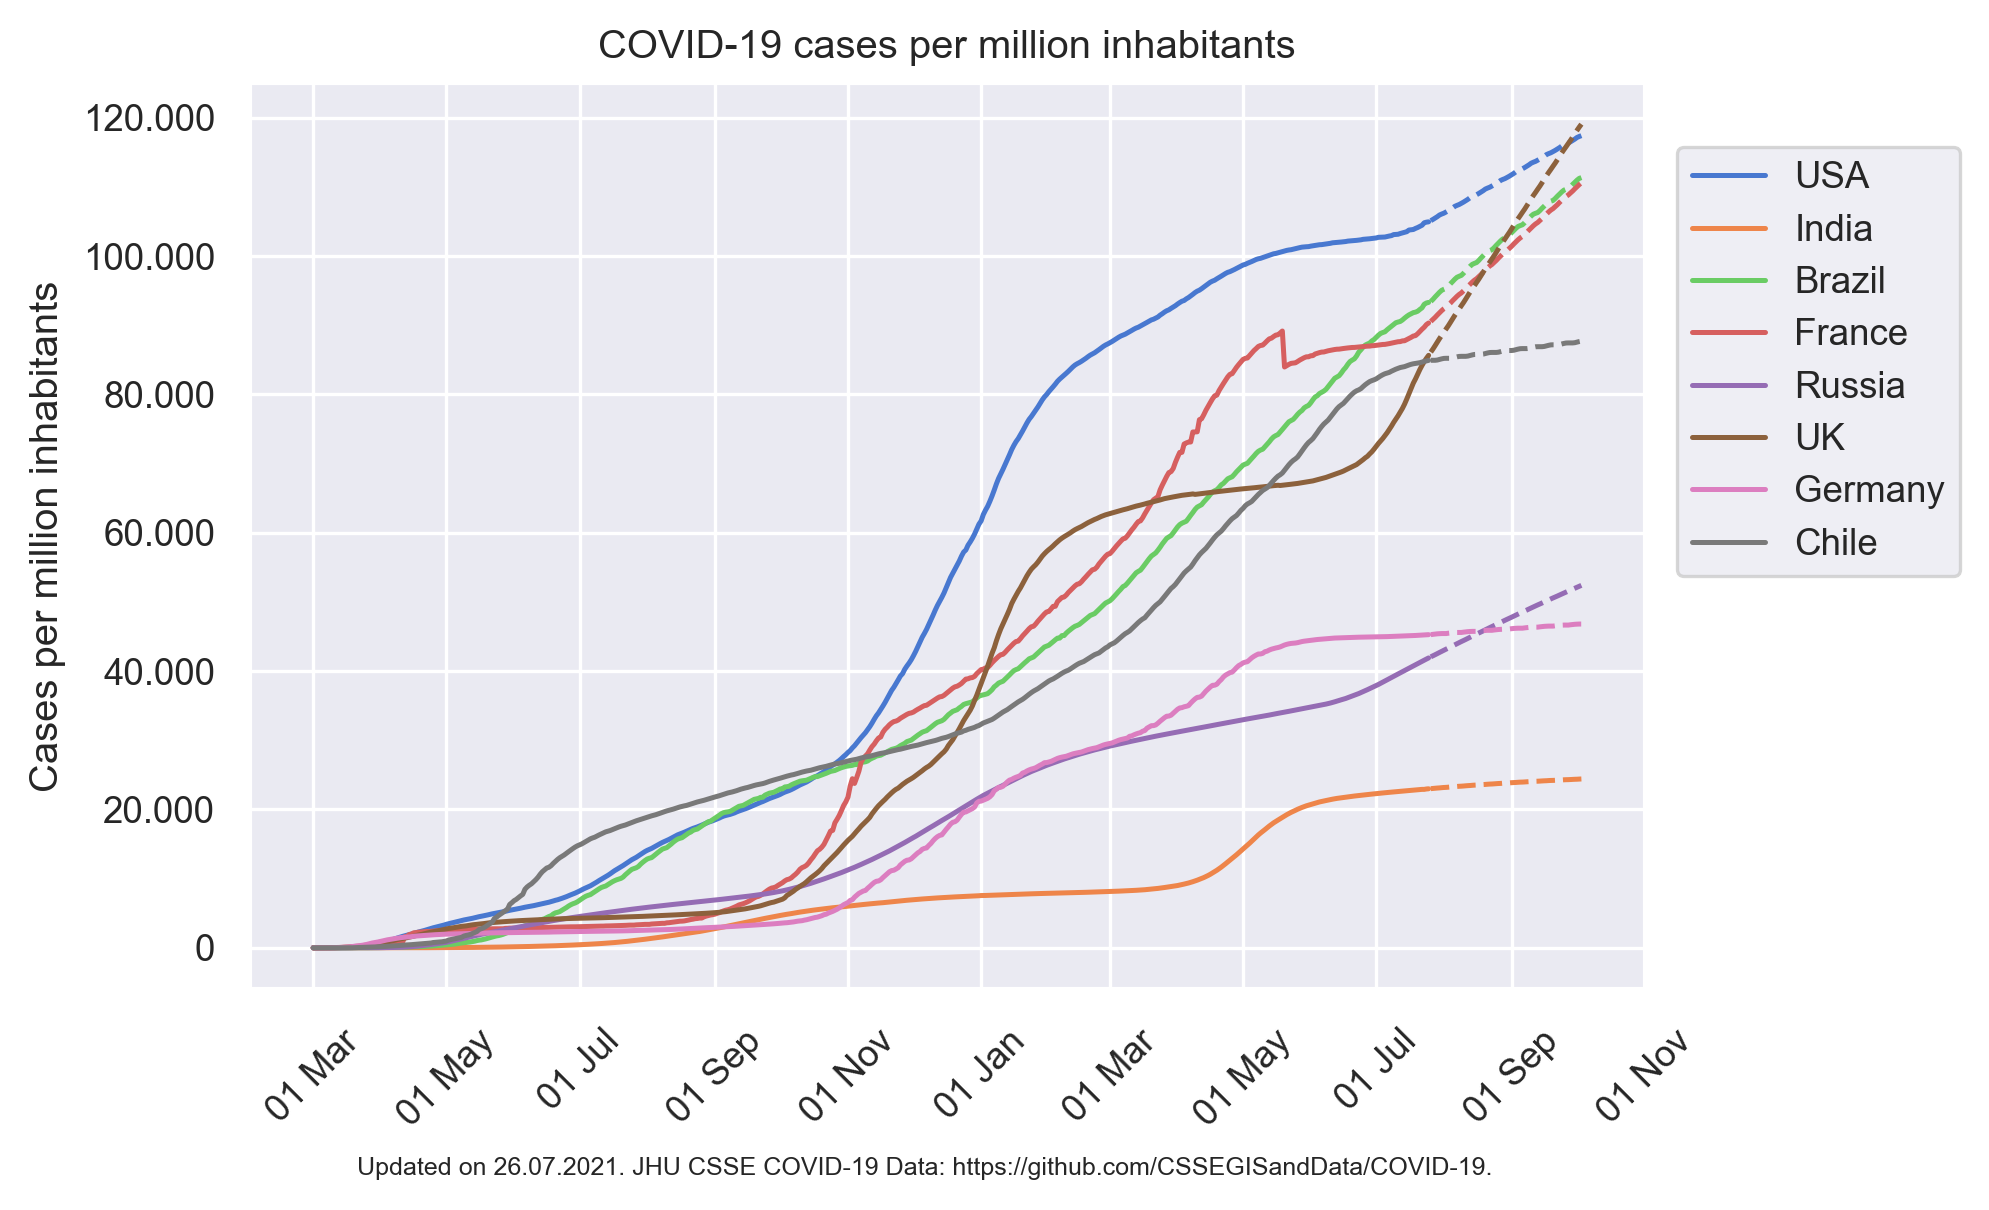 COVID-19 cases per million inhabitants
120.000
100.000
80.000
60.000
40.000
20.000
0
Cases per million inhabitants
USA
India
Brazil
France
Russia
UK
Germany
Chile
01 Mar
01 May
01 Jul
01 Sep
01 Nov
01 Jan
01 Mar
01 May
01 Jul
01 Sep
01 Nov
Updated on 26.07.2021. JHU CSSE COVID-19 Data: https://github.com/CSSEGISandData/COVID-19.